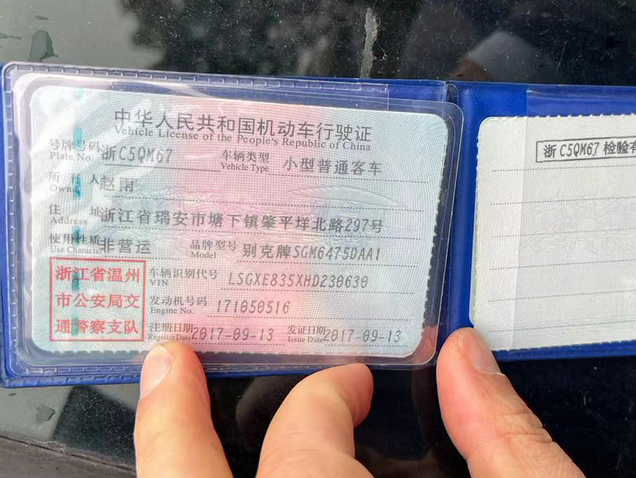 中华人民共和国机动车行驶证
Vehicle License of the People's Republic of China
号牌号码 Plate No. 浙C5QM67 车辆类型 Vehicle Type 小型普通客车
所有人 Owner 赵雨
住址 Address 浙江省瑞安市塘下镇肇平垟北路297号
使用性质 Use Character 非营运 品牌型号 Model 别克牌SGM6475DAA1
浙江省温州
市公安局交
通警察支队
车辆识别代号 VIN LSGXE835XHD230630
发动机号码 Engine No. 171050516
注册日期 Register Date 2017-09-13 发证日期 Issue Date 2017-09-13
浙C5QM67 检验有